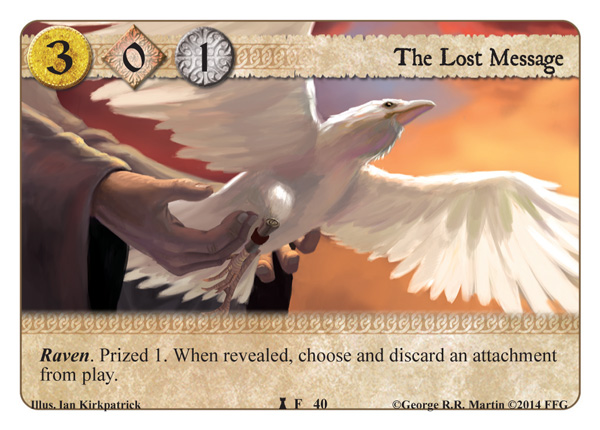 3 0 1 The Lost Message
Raven. Prized 1. When revealed, choose and discard an attachment
from play.
Illus. Ian Kirkpatrick F 40 ©George R.R. Martin ©2014 FFG